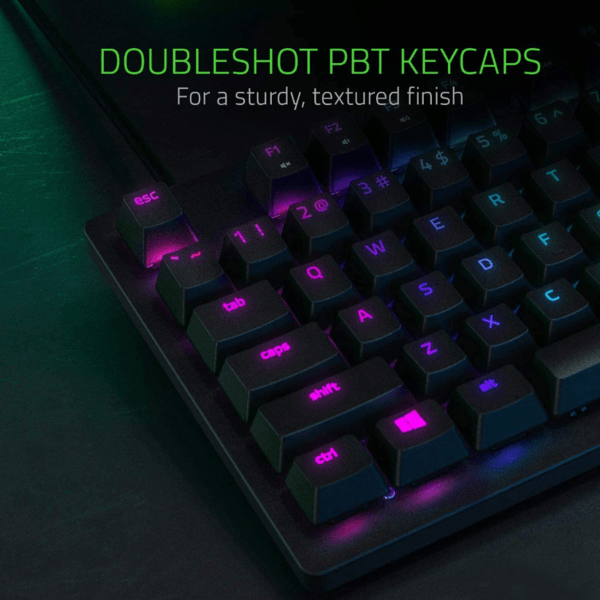 DOUBLESHOT PBT KEYCAPS
For a sturdy, textured finish
esc F1 F2
` ~ 1 ! 2 @ 3 # 4 $ 5 % 6 ^
tab Q W E R T
caps A S D F
shift Z X C
ctrl alt